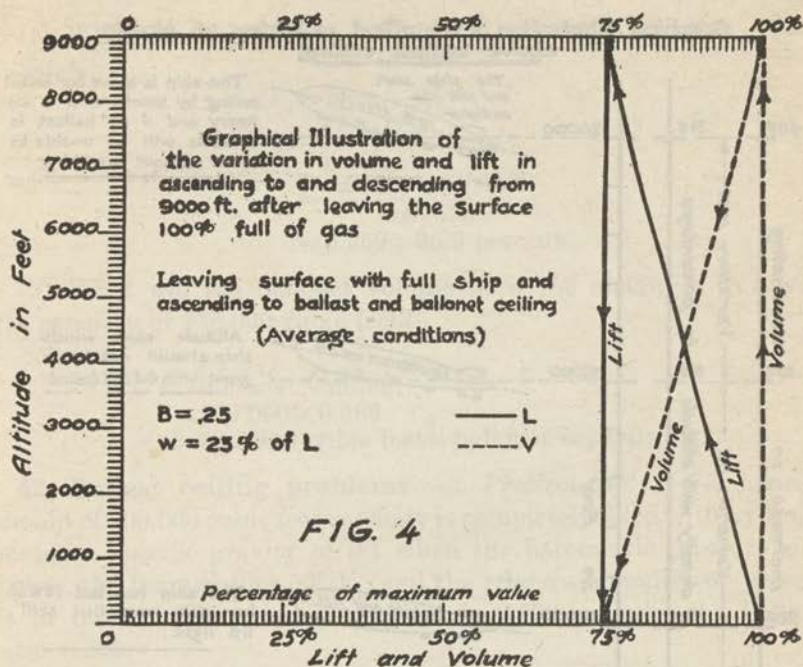 0 25% 50% 75% 100%
9000
8000
7000
6000
5000
4000
3000
2000
1000
0
Altitude in Feet
Graphical Illustration of
the variation in volume and lift in
ascending to and descending from
9000 ft. after leaving the surface
100% full of gas
Leaving surface with full ship and
ascending to ballast and ballonet ceiling
(Average conditions)
B = .25
w = 25% of L
L
V
Lift
Volume
Lift
Volume
FIG. 4
Percentage of maximum value
0 25% 50% 75% 100%
Lift and Volume